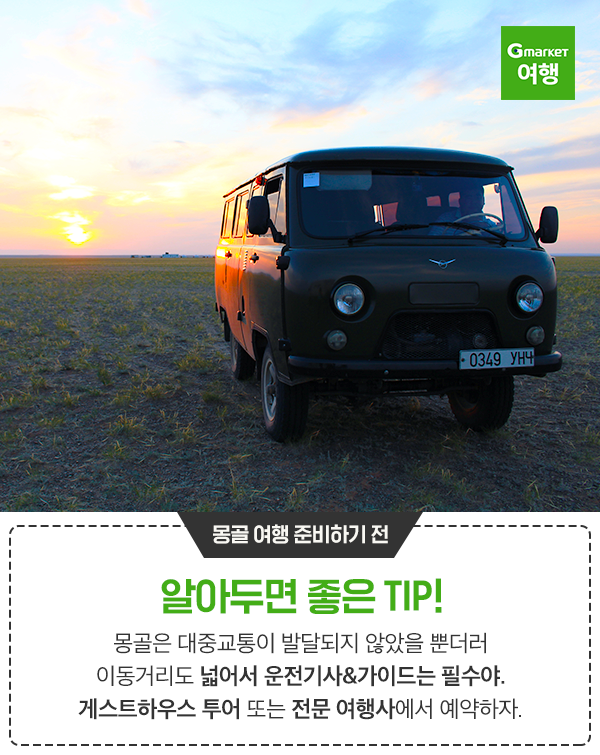 Gmarket
여행
0349 УНЧ
몽골 여행 준비하기 전
알아두면 좋은 TIP!
몽골은 대중교통이 발달되지 않았을 뿐더러
이동거리도 넓어서 운전기사&가이드는 필수야.
게스트하우스 투어 또는 전문 여행사에서 예약하자.